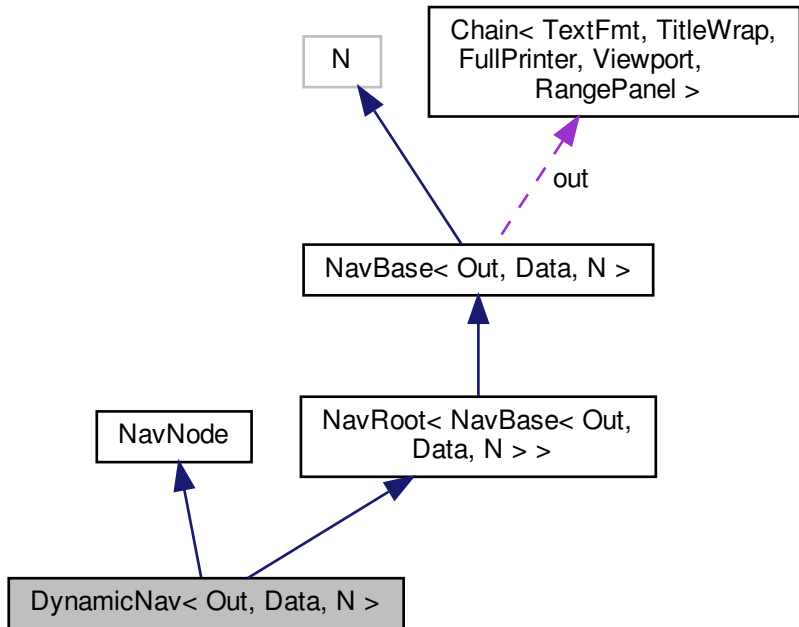 N
Chain< TextFmt, TitleWrap,
FullPrinter, Viewport,
RangePanel >
out
NavBase< Out, Data, N >
NavNode
NavRoot< NavBase< Out,
Data, N > >
DynamicNav< Out, Data, N >